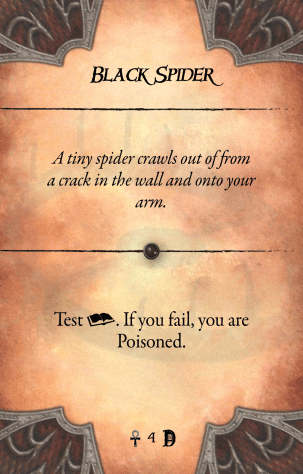 BLACK SPIDER
A tiny spider crawls out of from
a crack in the wall and onto your
arm.
Test . If you fail, you are
Poisoned.
4